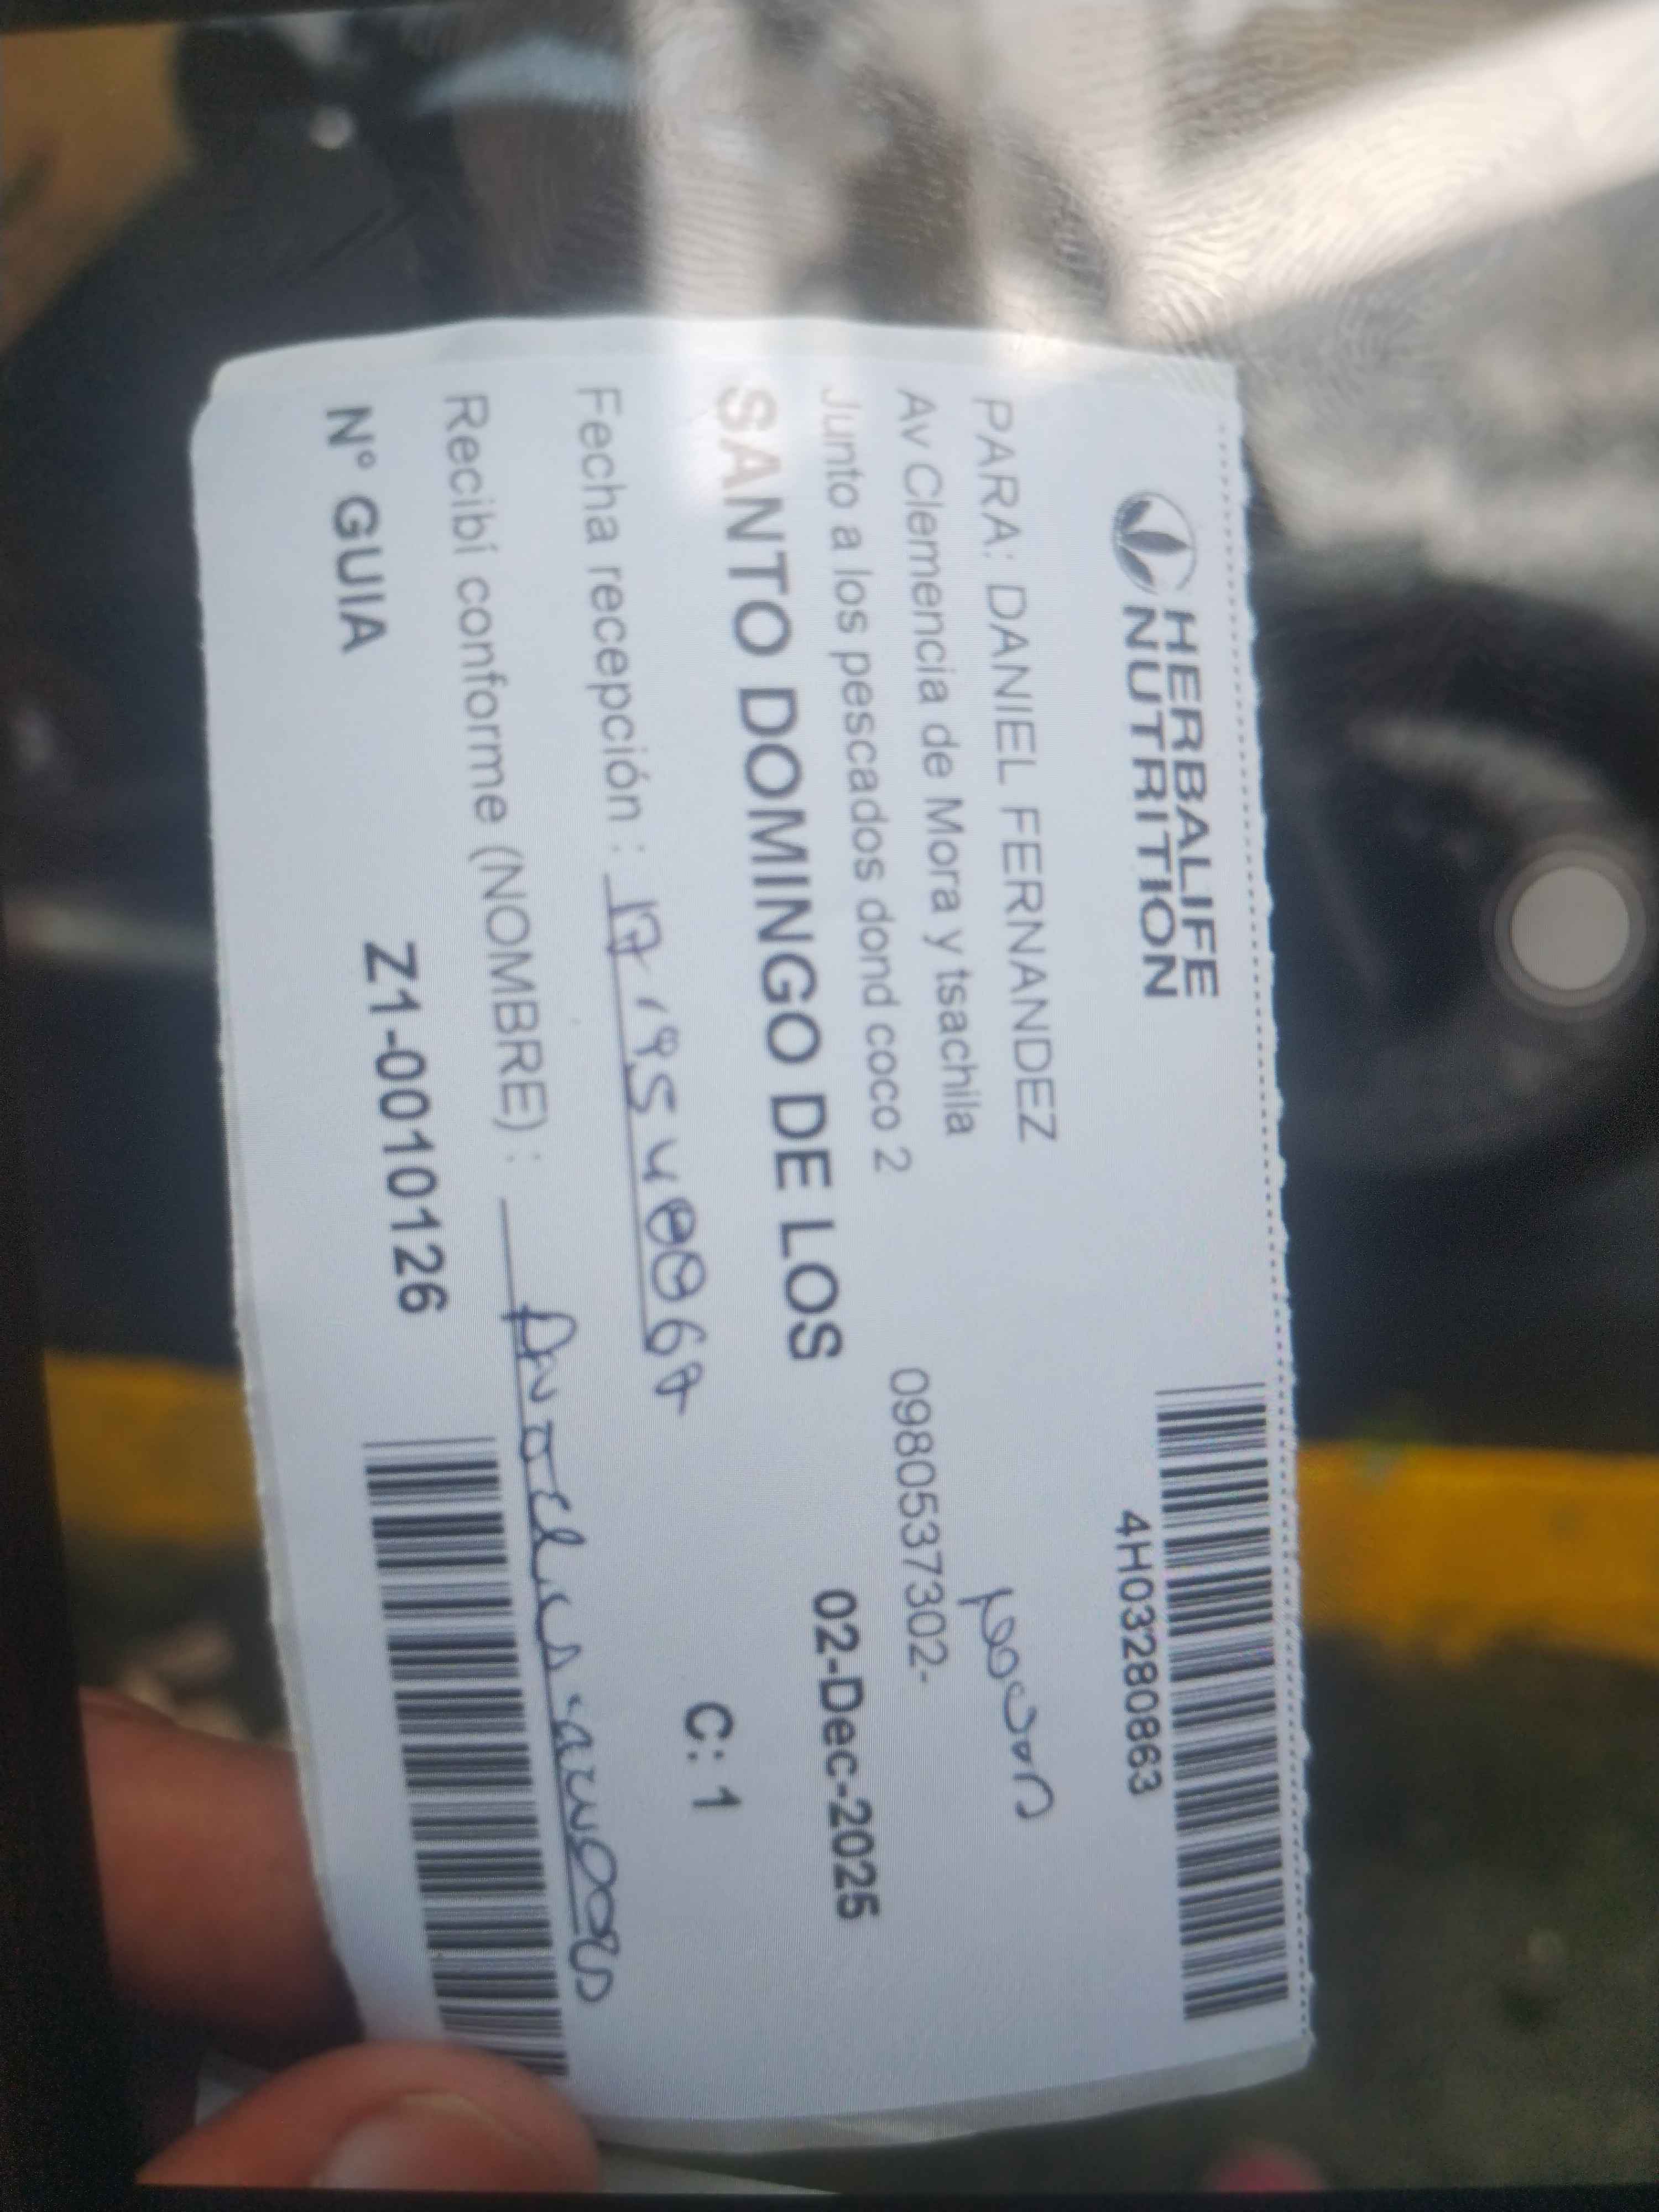 HERBALIFE
NUTRITION
4H03280863
PARA: DANIEL FERNANDEZ
Av Clemencia de Mora y tsachila
Junto a los pescados dond coco 2
0980537302-
SANTO DOMINGO DE LOS
02-Dec-2025
Fecha recepción :
C: 1
Recibí conforme (NOMBRE) :
N° GUIA Z1-0010126